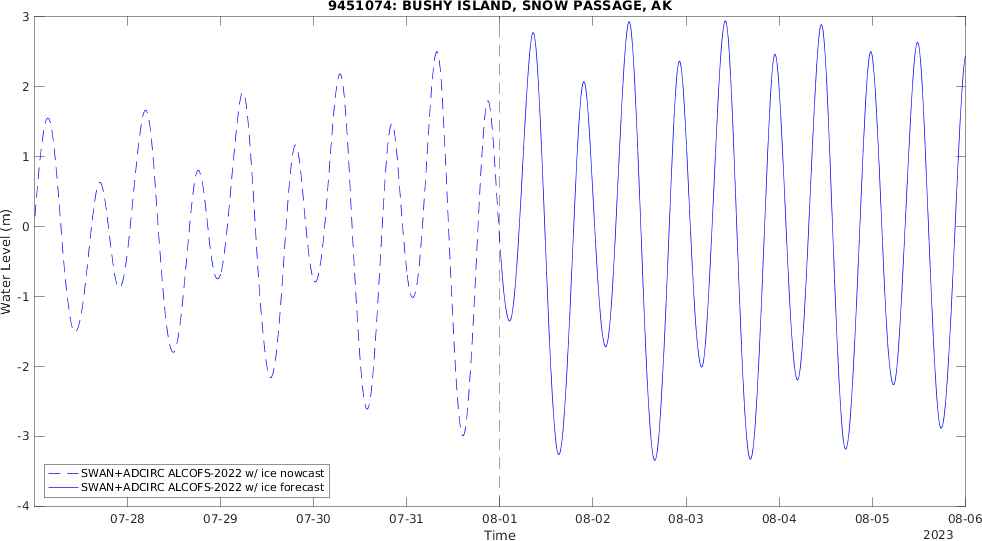 9451074: BUSHY ISLAND, SNOW PASSAGE, AK
3
2
1
0
-1
-2
-3
-4
Water Level (m)
SWAN+ADCIRC ALCOFS-2022 w/ ice nowcast
SWAN+ADCIRC ALCOFS-2022 w/ ice forecast
07-28 07-29 07-30 07-31 08-01 08-02 08-03 08-04 08-05 08-06
Time
2023